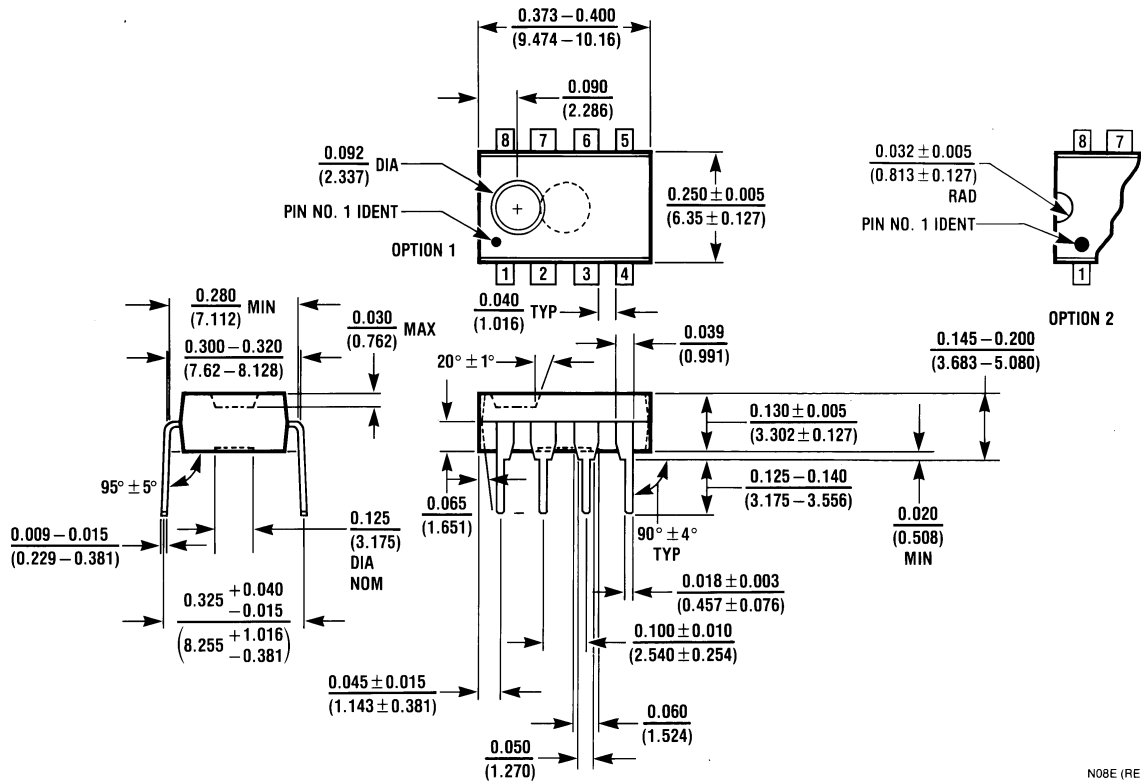 0.373 – 0.400
(9.474 – 10.16)
0.090
(2.286)
8 7 6 5
0.092 DIA
(2.337)
PIN NO. 1 IDENT
OPTION 1
1 2 3 4
0.250 ± 0.005
(6.35 ± 0.127)
0.032 ± 0.005
(0.813 ± 0.127)
RAD
PIN NO. 1 IDENT
8 7
1
OPTION 2
0.280 MIN
(7.112)
0.300 – 0.320
(7.62 – 8.128)
0.030 MAX
(0.762)
0.040 TYP
(1.016)
20° ± 1°
0.039
(0.991)
0.145 – 0.200
(3.683 – 5.080)
0.130 ± 0.005
(3.302 ± 0.127)
0.125 – 0.140
(3.175 – 3.556)
0.020
(0.508)
MIN
95° ± 5°
0.009 – 0.015
(0.229 – 0.381)
0.125
(3.175)
DIA
NOM
0.065
(1.651)
90° ± 4°
TYP
0.325 +0.040
−0.015
(8.255 +1.016
−0.381)
0.018 ± 0.003
(0.457 ± 0.076)
0.100 ± 0.010
(2.540 ± 0.254)
0.045 ± 0.015
(1.143 ± 0.381)
0.060
(1.524)
0.050
(1.270)
N08E (RE